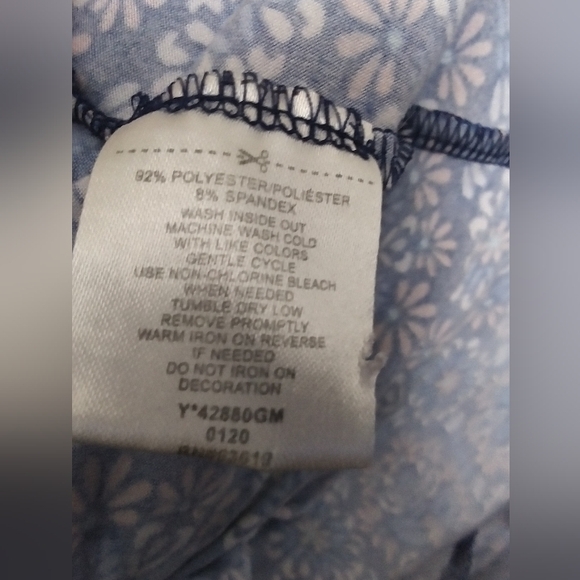 92% POLYESTER/POLIÉSTER
8% SPANDEX
WASH INSIDE OUT
MACHINE WASH COLD
WITH LIKE COLORS
GENTLE CYCLE
USE NON-CHLORINE BLEACH
WHEN NEEDED
TUMBLE DRY LOW
REMOVE PROMPTLY
WARM IRON ON REVERSE
IF NEEDED
DO NOT IRON ON
DECORATION
Y*42880GM
0120